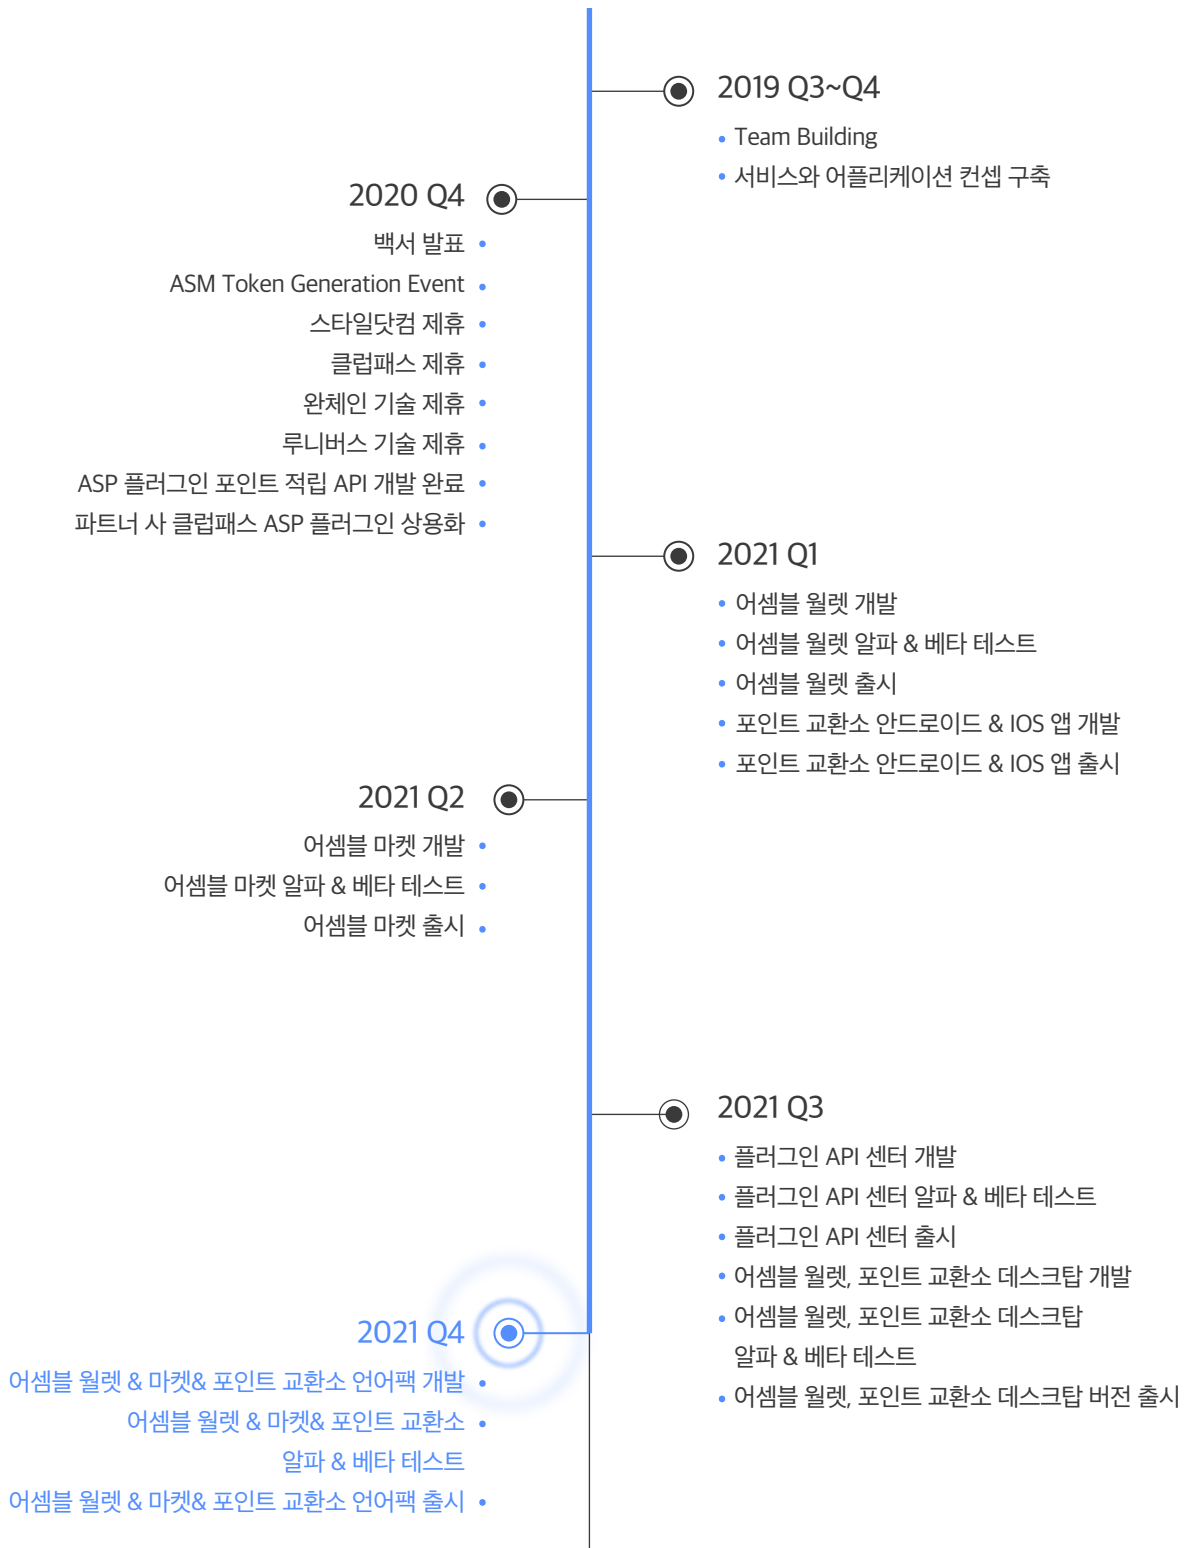 2019 Q3~Q4
Team Building
서비스와 어플리케이션 컨셉 구축
2020 Q4
백서 발표
ASM Token Generation Event
스타일닷컴 제휴
클럽패스 제휴
완체인 기술 제휴
루니버스 기술 제휴
ASP 플러그인 포인트 적립 API 개발 완료
파트너 사 클럽패스 ASP 플러그인 상용화
2021 Q1
어셈블 월렛 개발
어셈블 월렛 알파 & 베타 테스트
어셈블 월렛 출시
포인트 교환소 안드로이드 & IOS 앱 개발
포인트 교환소 안드로이드 & IOS 앱 출시
2021 Q2
어셈블 마켓 개발
어셈블 마켓 알파 & 베타 테스트
어셈블 마켓 출시
2021 Q3
플러그인 API 센터 개발
플러그인 API 센터 알파 & 베타 테스트
플러그인 API 센터 출시
어셈블 월렛, 포인트 교환소 데스크탑 개발
어셈블 월렛, 포인트 교환소 데스크탑
알파 & 베타 테스트
어셈블 월렛, 포인트 교환소 데스크탑 버전 출시
2021 Q4
어셈블 월렛 & 마켓& 포인트 교환소 언어팩 개발
어셈블 월렛 & 마켓& 포인트 교환소
알파 & 베타 테스트
어셈블 월렛 & 마켓& 포인트 교환소 언어팩 출시